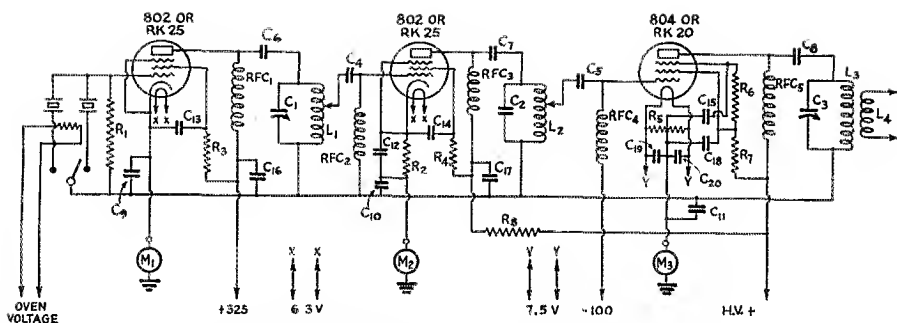 802 OR
RK 25
802 OR
RK 25
804 OR
RK 20
C6
C4
C7
C5
C8
RFC1
RFC3
RFC5
L3
C1
L1
C2
L2
C3
L4
X X
C13
C14
C15
R6
R1
R3
RFC2
C12
R2
R4
RFC4
R5
C19
C18
R7
C16
C17
Y Y
C20
C9
C10
C11
R8
M1
M2
M3
X X
Y Y
OVEN
VOLTAGE
+325
6 3V
7.5 V
-100
H.V. +